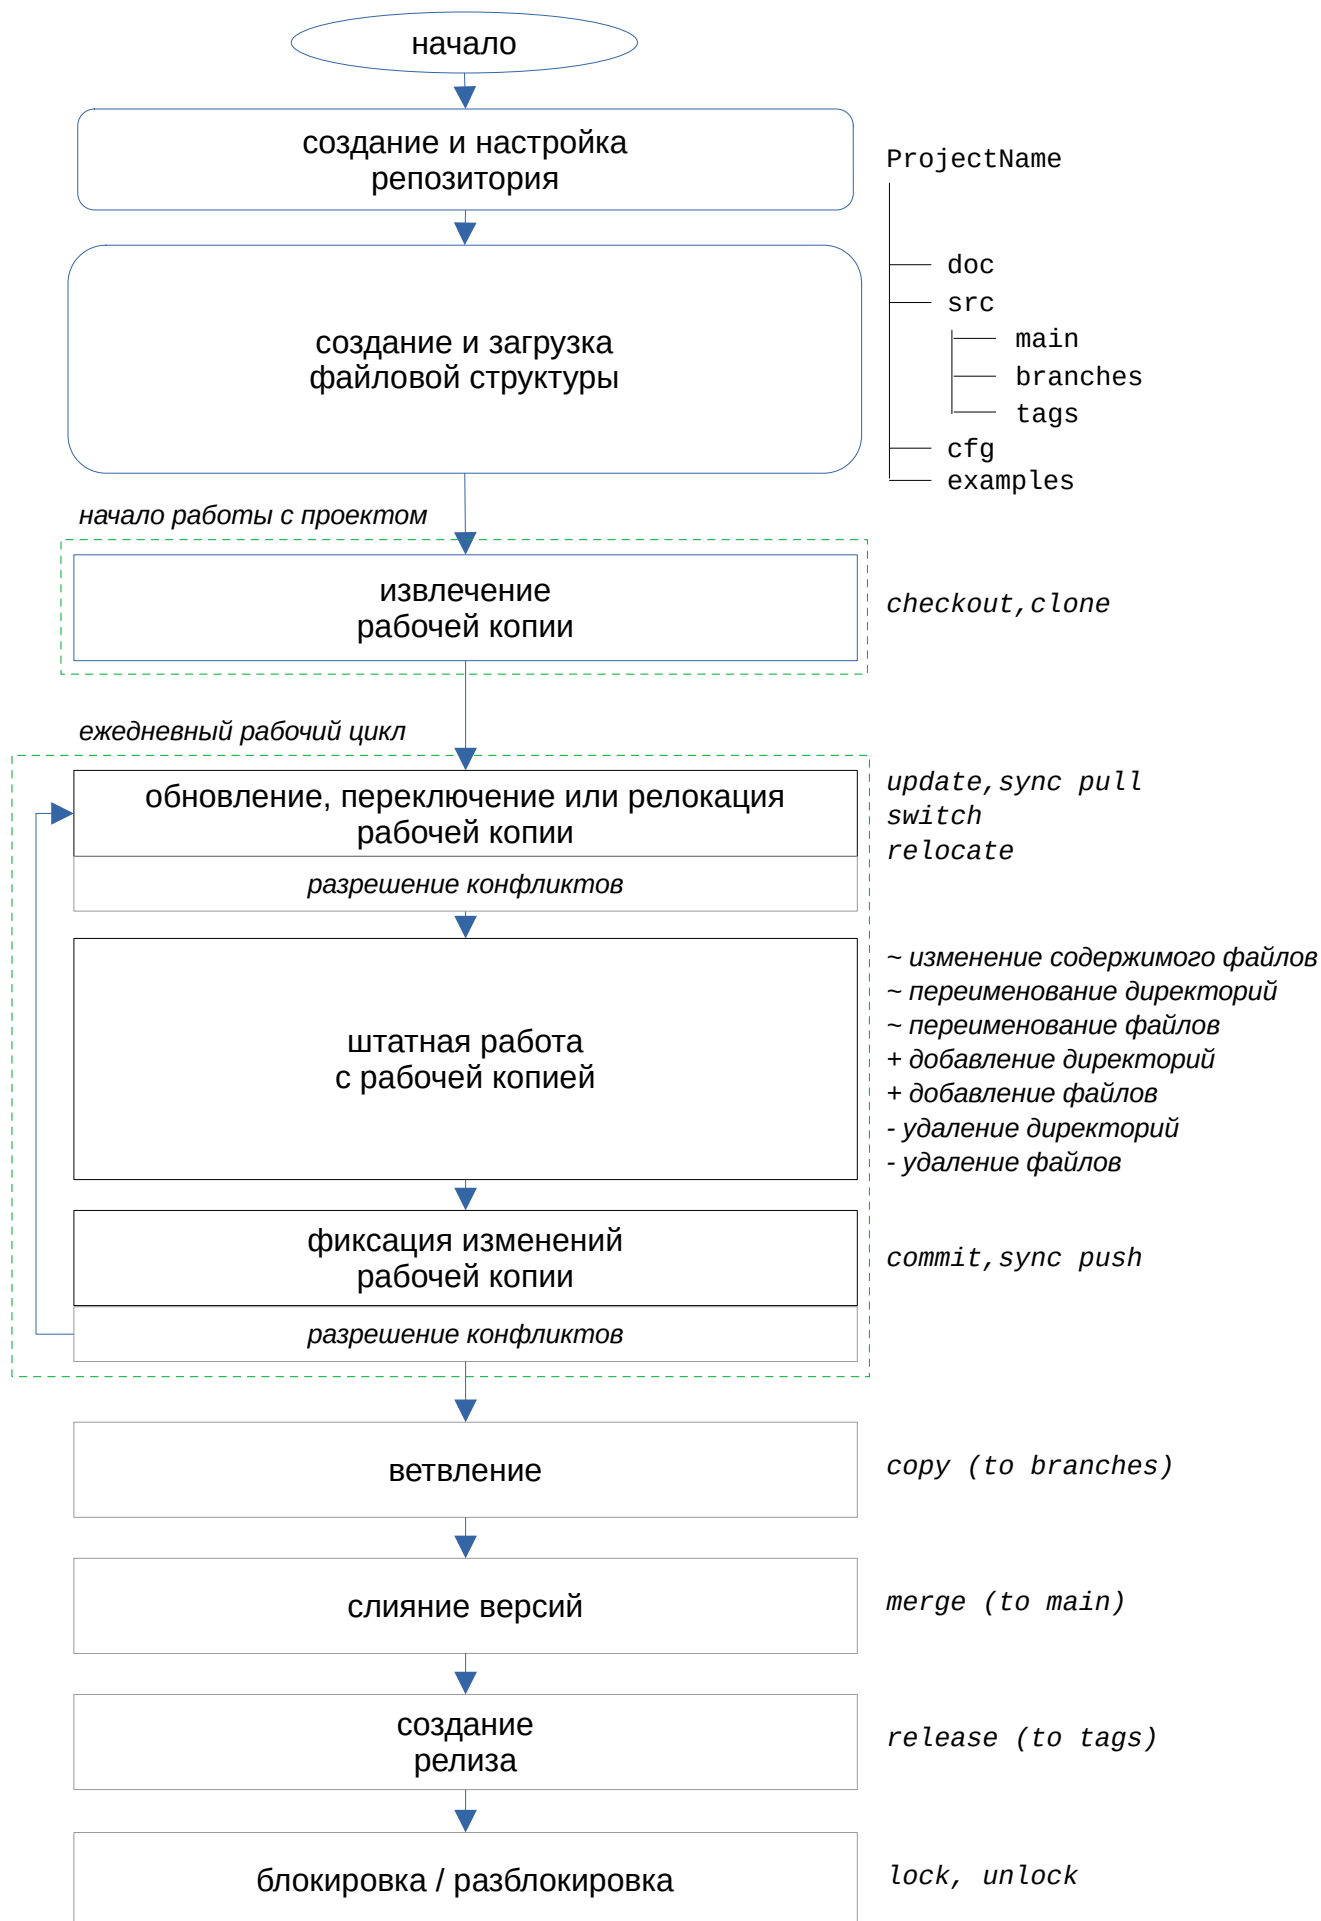 начало
создание и настройка
репозитория
ProjectName
doc
src
main
branches
tags
cfg
examples
создание и загрузка
файловой структуры
начало работы с проектом
извлечение
рабочей копии
checkout,clone
ежедневный рабочий цикл
обновление, переключение или релокация
рабочей копии
update,sync pull
switch
relocate
разрешение конфликтов
штатная работа
с рабочей копией
~ изменение содержимого файлов
~ переименование директорий
~ переименование файлов
+ добавление директорий
+ добавление файлов
- удаление директорий
- удаление файлов
фиксация изменений
рабочей копии
commit,sync push
разрешение конфликтов
ветвление
copy (to branches)
слияние версий
merge (to main)
создание
релиза
release (to tags)
блокировка / разблокировка
lock, unlock